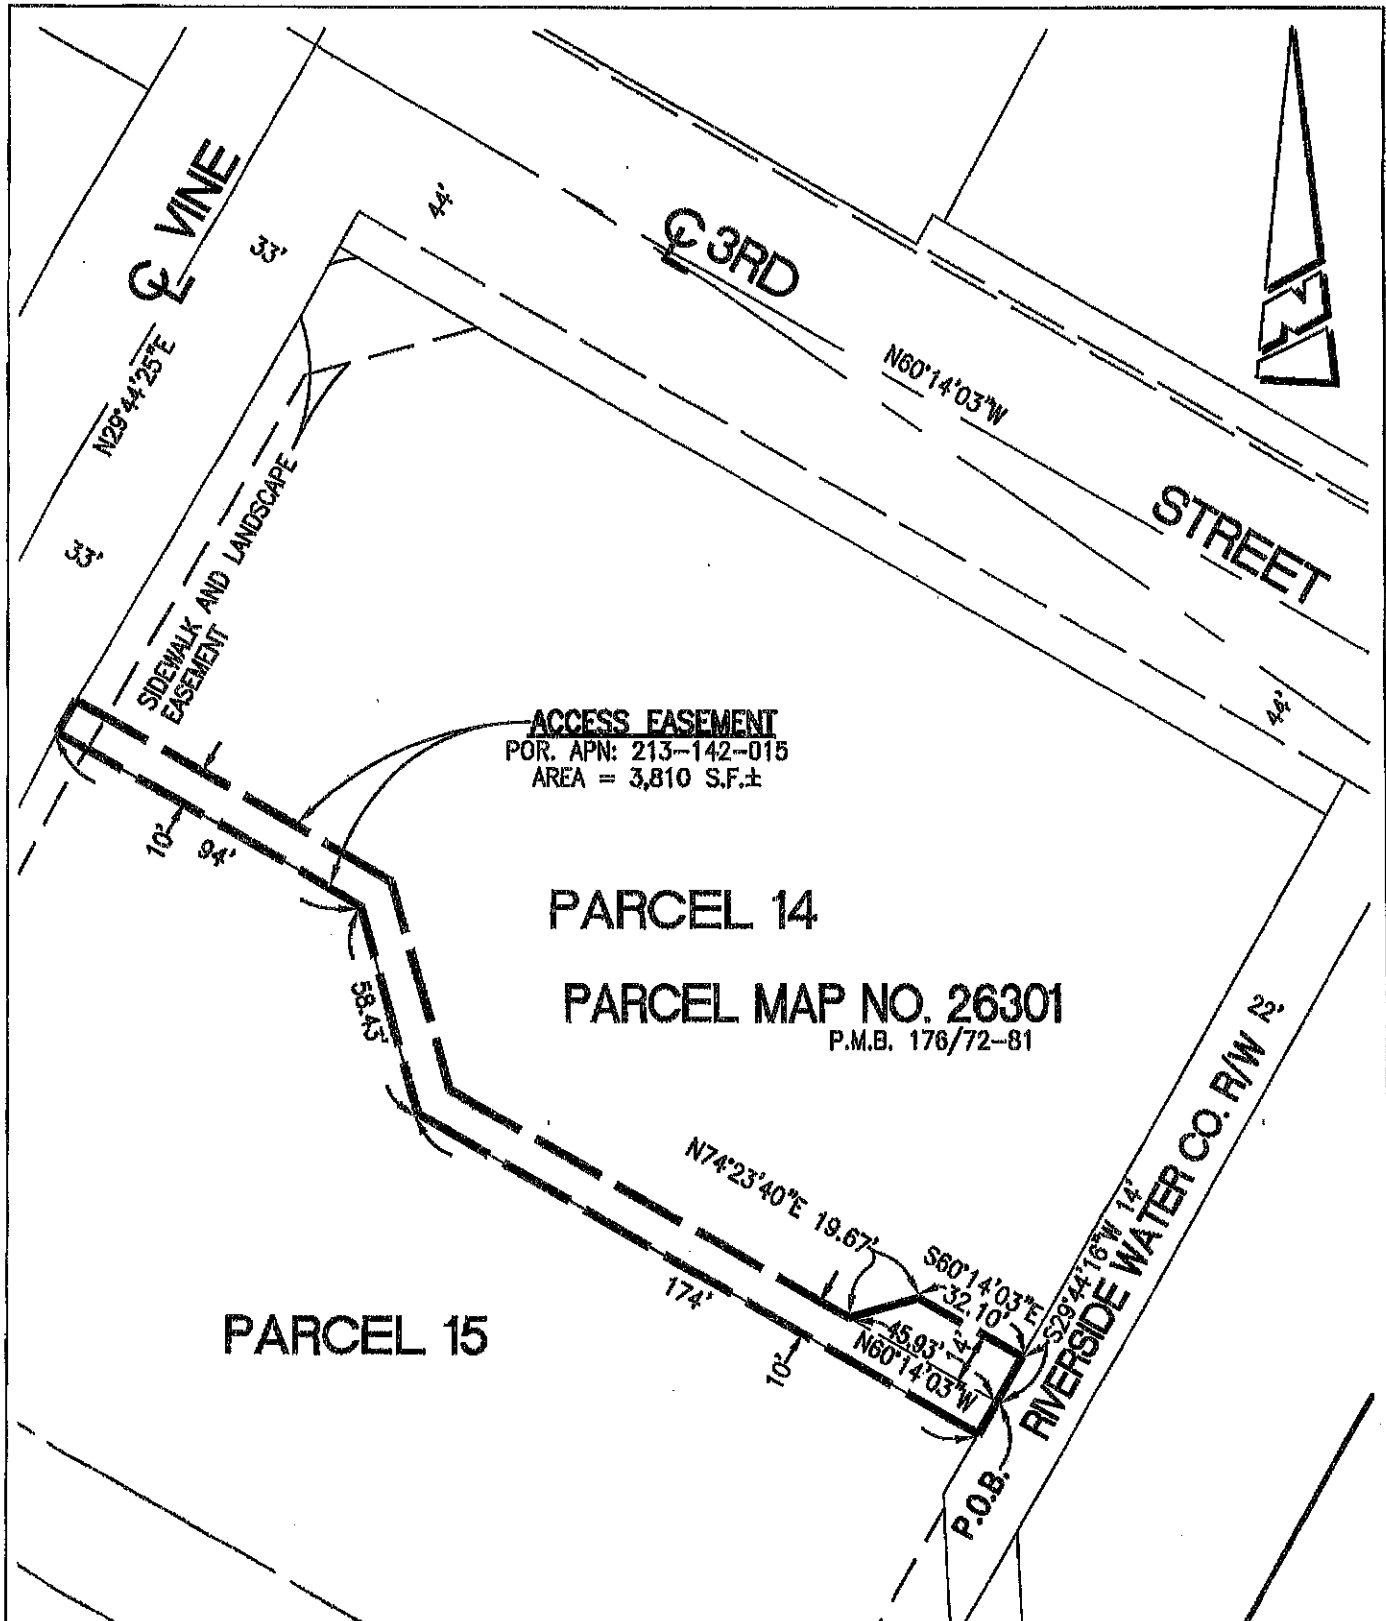 ℄ VINE
33'
44'
N29°44'25"E
33'
℄ 3RD
STREET
N60°14'03"W
44'
N
SIDEWALK AND LANDSCAPE
EASEMENT
ACCESS EASEMENT
POR. APN: 213-142-015
AREA = 3,810 S.F.±
10'
94'
58.43'
PARCEL 14
PARCEL MAP NO. 26301
P.M.B. 176/72-81
RIVERSIDE WATER CO. R/W 22'
N74°23'40"E 19.67'
S60°14'03"E
32.10'
S29°44'16"W 14'
45.93'
N60°14'03"W
14'
174'
10'
PARCEL 15
P.O.B.